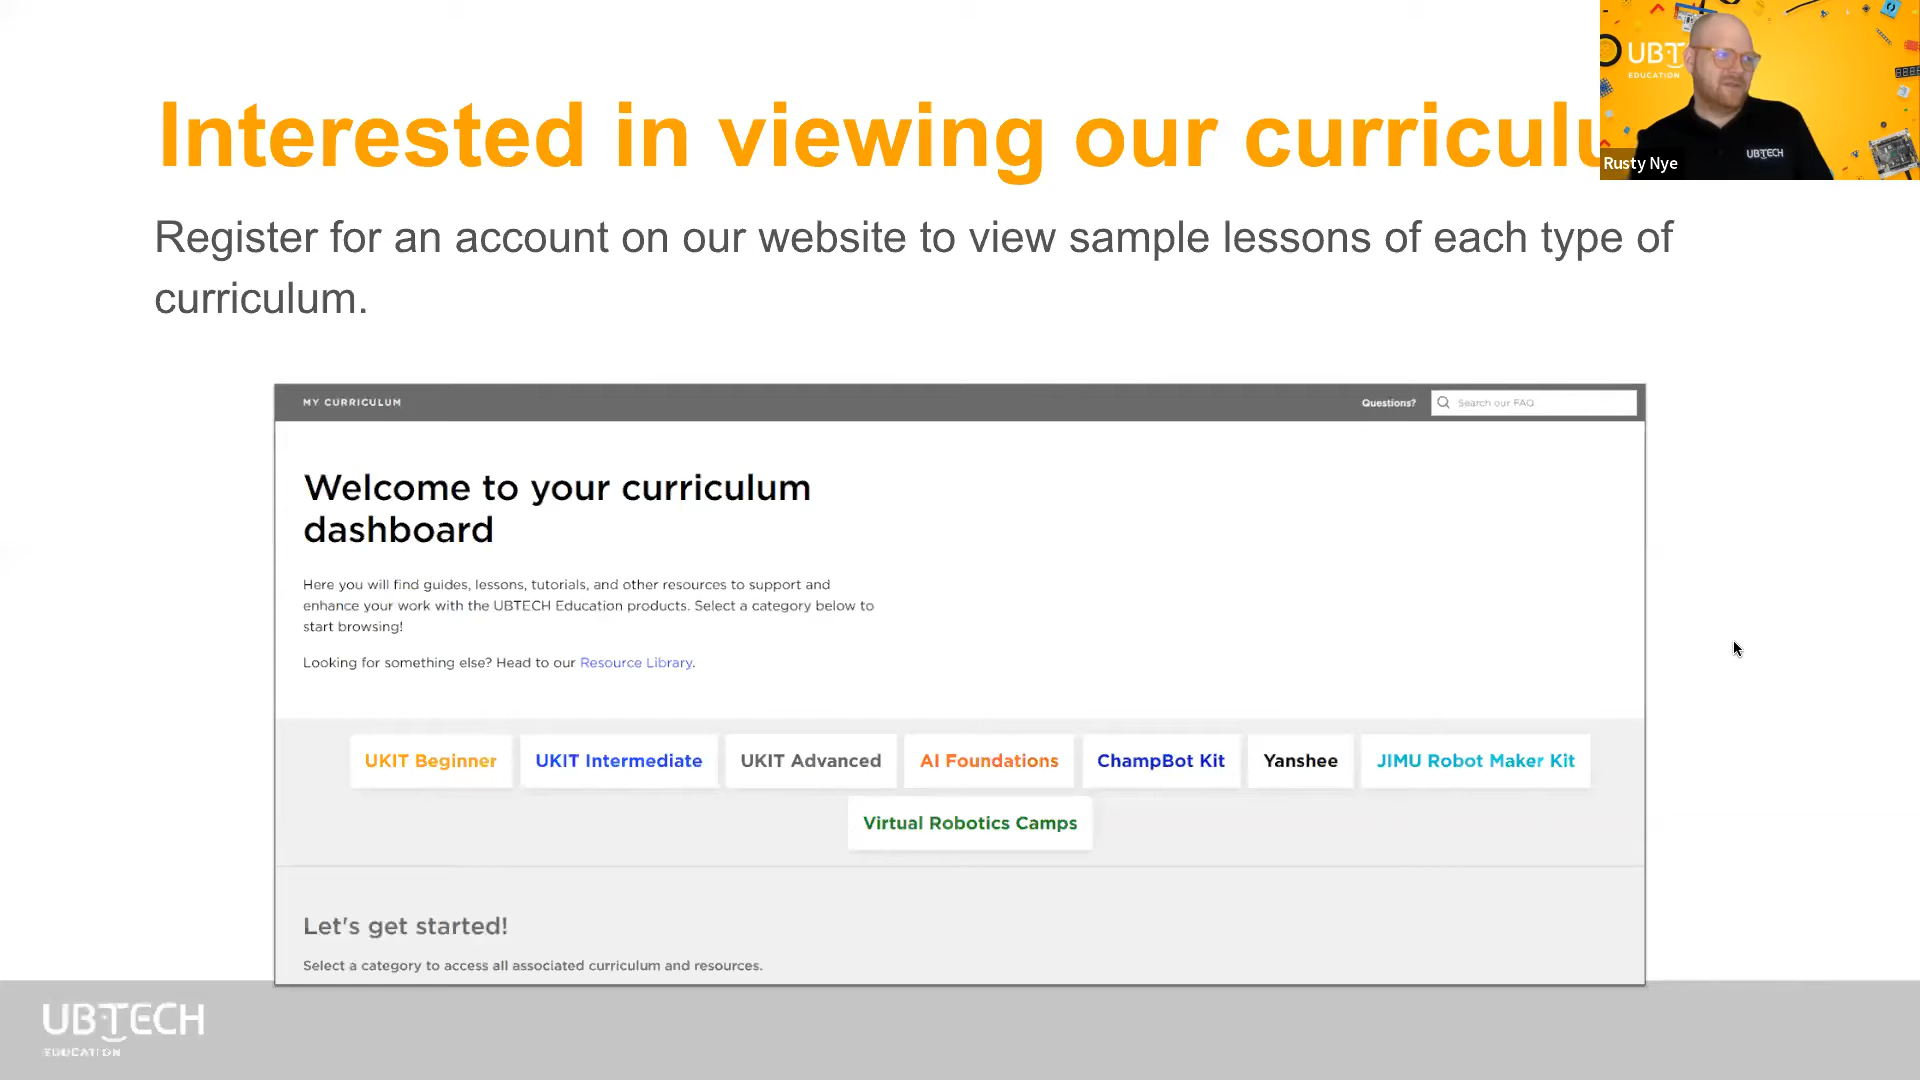 Interested in viewing our curriculu
UBT
EDUCATION
UBTECH
Rusty Nye
Register for an account on our website to view sample lessons of each type of
curriculum.
MY CURRICULUM
Questions?
Search our FAQ
Welcome to your curriculum
dashboard
Here you will find guides, lessons, tutorials, and other resources to support and
enhance your work with the UBTECH Education products. Select a category below to
start browsing!
Looking for something else? Head to our Resource Library.
UKIT Beginner
UKIT Intermediate
UKIT Advanced
AI Foundations
ChampBot Kit
Yanshee
JIMU Robot Maker Kit
Virtual Robotics Camps
Let's get started!
Select a category to access all associated curriculum and resources.
UBTECH
EDUCATION